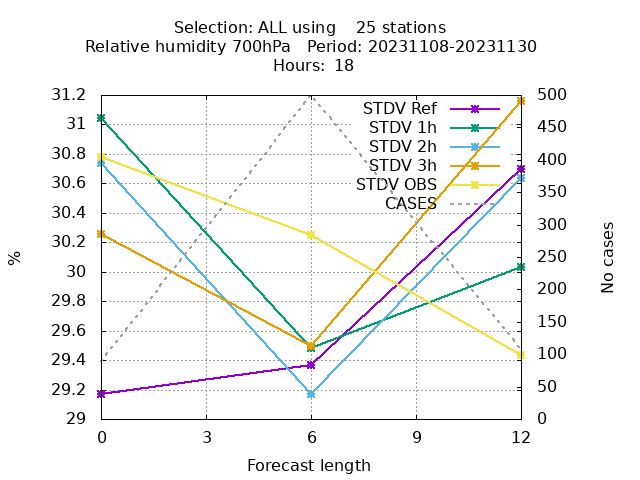 Selection: ALL using    25 stations
Relative humidity 700hPa   Period: 20231108-20231130
Hours: 18
31.2
31
30.8
30.6
30.4
30.2
30
29.8
29.6
29.4
29.2
29
%
STDV Ref
STDV 1h
STDV 2h
STDV 3h
STDV OBS
CASES
500
450
400
350
300
250
200
150
100
50
0
No cases
0 3 6 9 12
Forecast length